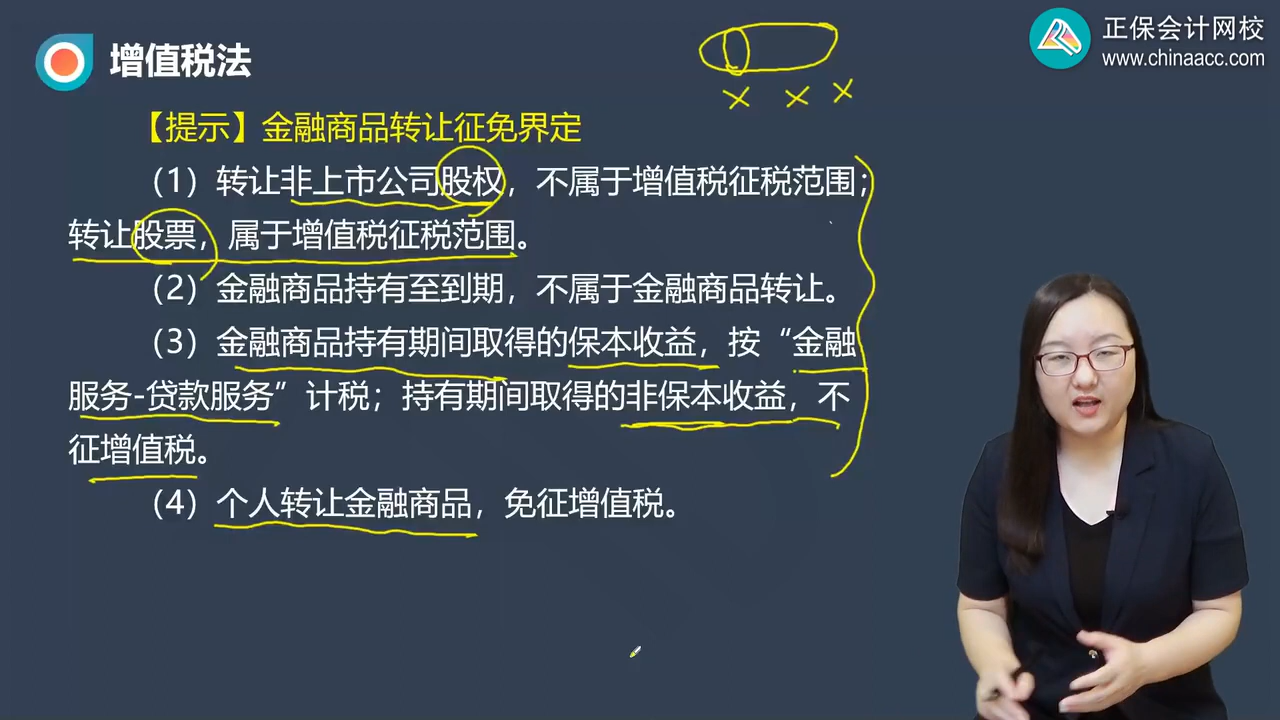 增值税法
正保会计网校
www.chinaacc.com
【提示】金融商品转让征免界定
（1）转让非上市公司股权，不属于增值税征税范围；
转让股票，属于增值税征税范围。
（2）金融商品持有至到期，不属于金融商品转让。
（3）金融商品持有期间取得的保本收益，按“金融
服务-贷款服务”计税；持有期间取得的非保本收益，不
征增值税。
（4）个人转让金融商品，免征增值税。